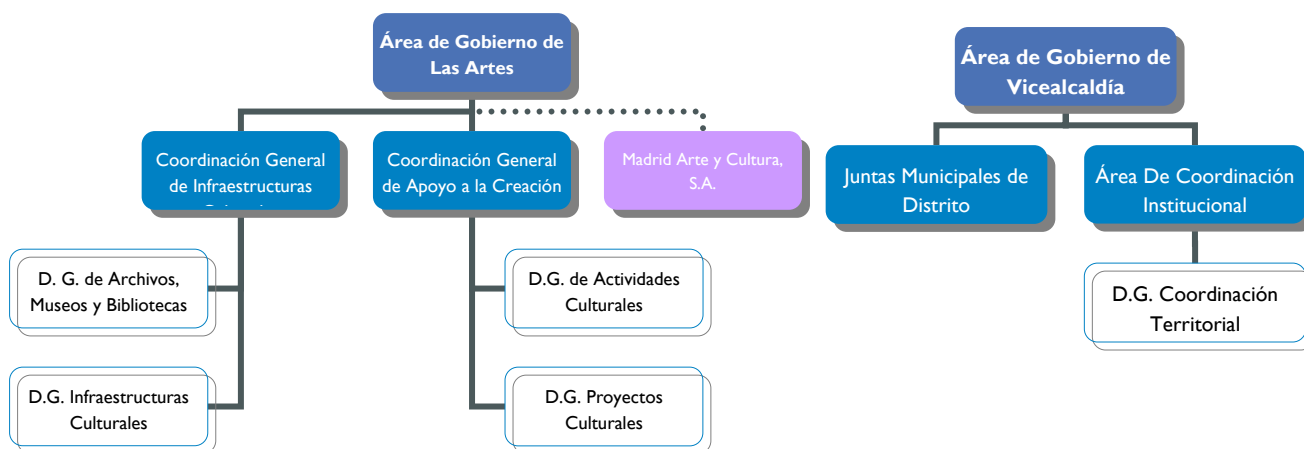 Área de Gobierno de
Las Artes
Área de Gobierno de
Vicealcaldía
Coordinación General
de Infraestructuras
Coordinación General
de Apoyo a la Creación
Madrid Arte y Cultura,
S.A.
Juntas Municipales de
Distrito
Área De Coordinación
Institucional
D. G. de Archivos,
Museos y Bibliotecas
D.G. de Actividades
Culturales
D.G. Coordinación
Territorial
D.G. Infraestructuras
Culturales
D.G. Proyectos
Culturales